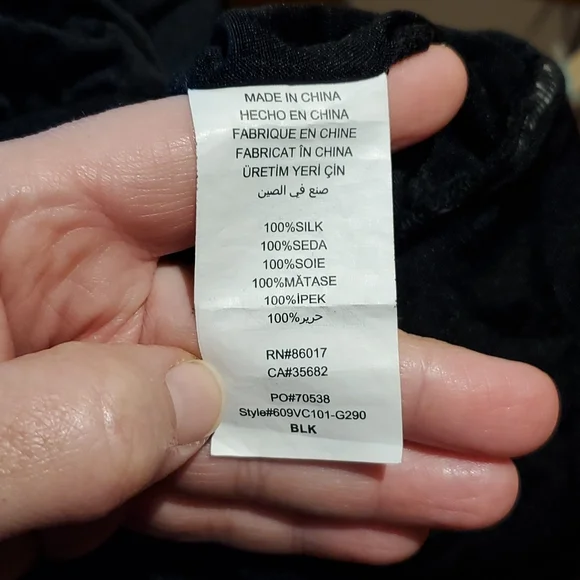 MADE IN CHINA
HECHO EN CHINA
FABRIQUE EN CHINE
FABRICAT ÎN CHINA
ÜRETİM YERİ ÇİN
صنع في الصين
100%SILK
100%SEDA
100%SOIE
100%MĂTASE
100%İPEK
100%حرير
RN#86017
CA#35682
PO#70538
Style#609VC101-G290
BLK